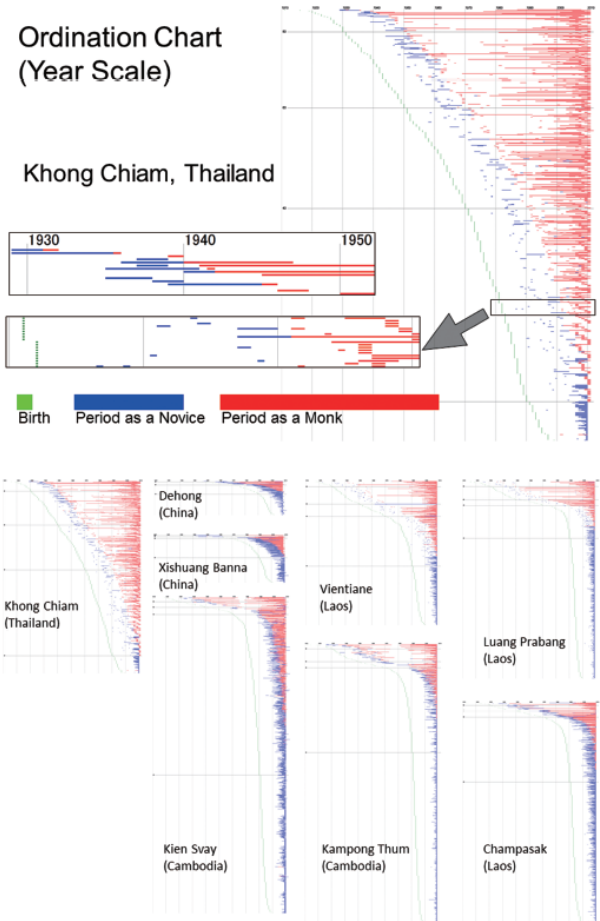 Ordination Chart
(Year Scale)
Khong Chiam, Thailand
1930 1940 1950
Birth Period as a Novice Period as a Monk
Khong Chiam
(Thailand)
Dehong
(China)
Xishuang Banna
(China)
Vientiane
(Laos)
Luang Prabang
(Laos)
Kien Svay
(Cambodia)
Kampong Thum
(Cambodia)
Champasak
(Laos)